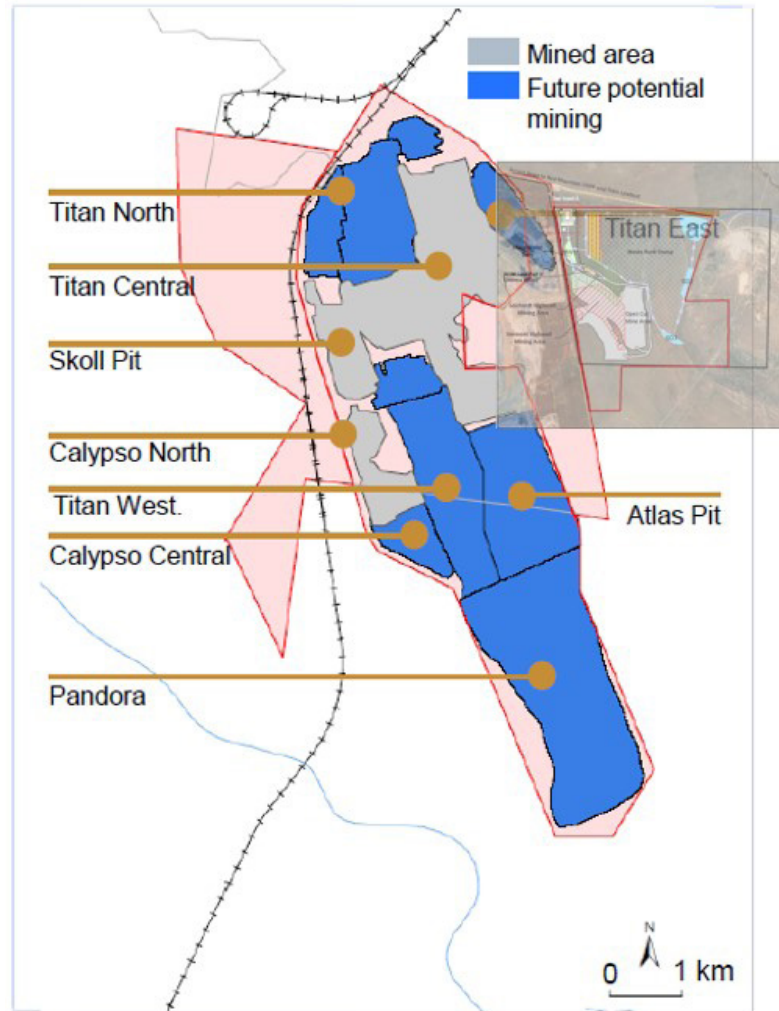 Mined area
Future potential
mining
Titan North
Titan East
Titan Central
Skoll Pit
Calypso North
Titan West.
Atlas Pit
Calypso Central
Pandora
N
0 1 km